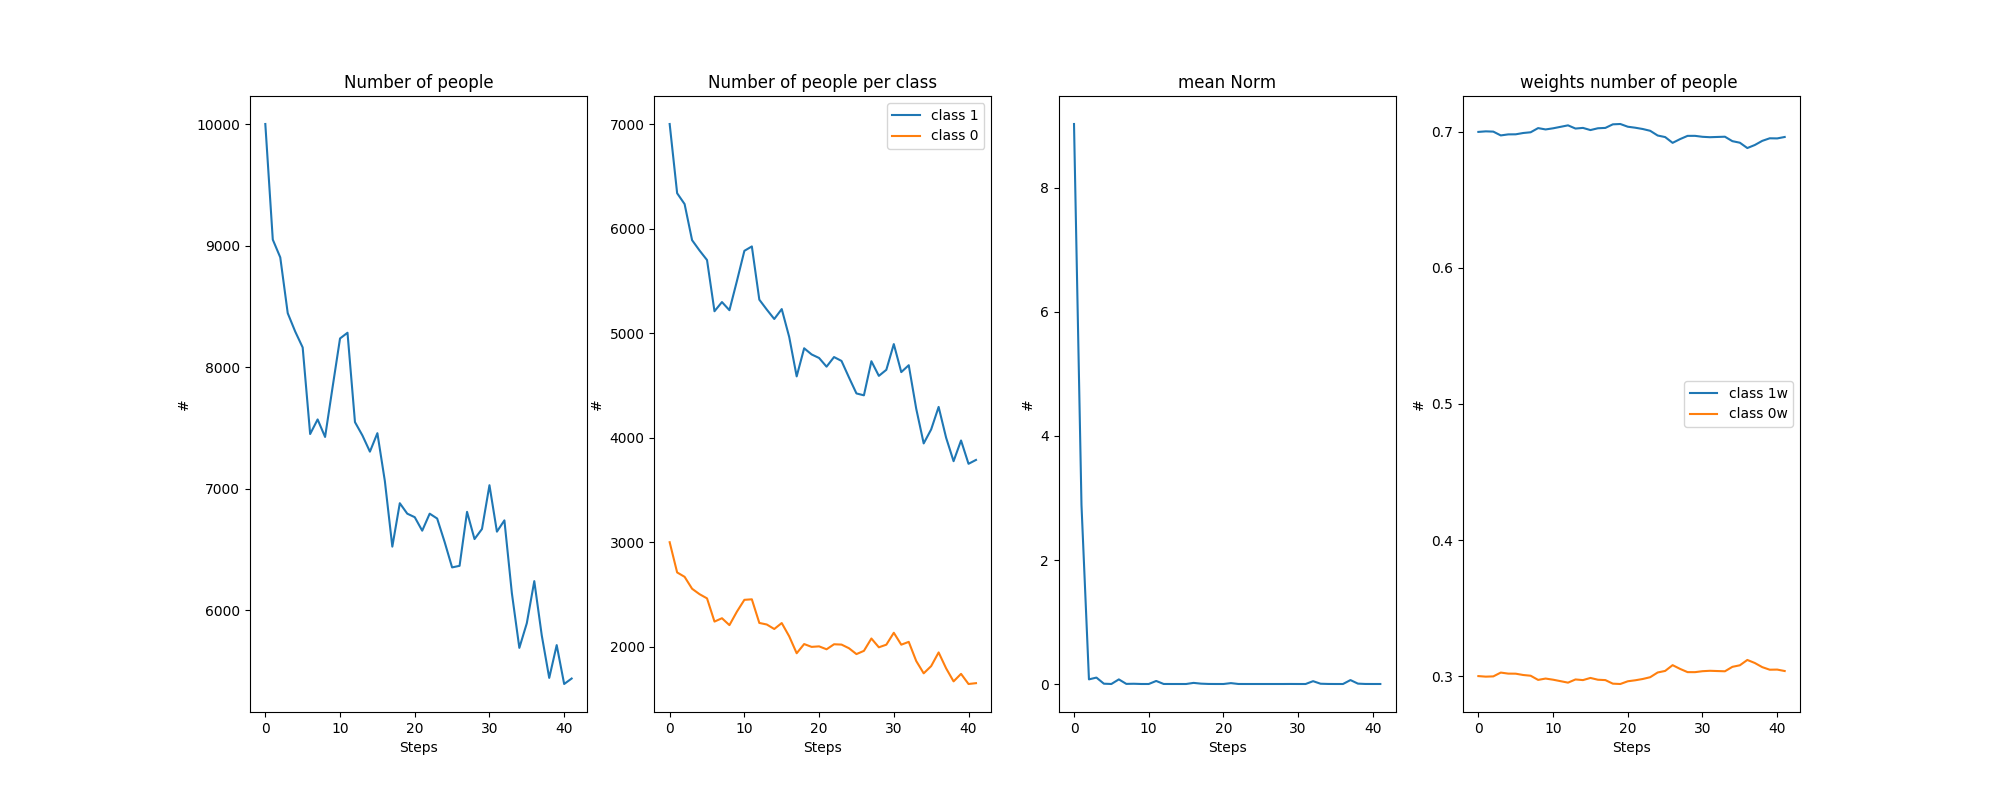 Number of people
10000
9000
8000
7000
6000
#
0 10 20 30 40
Steps
Number of people per class
class 1
class 0
7000
6000
5000
4000
3000
2000
#
0 10 20 30 40
Steps
mean Norm
8
6
4
2
0
#
0 10 20 30 40
Steps
weights number of people
0.7
0.6
0.5
0.4
0.3
#
class 1w
class 0w
0 10 20 30 40
Steps